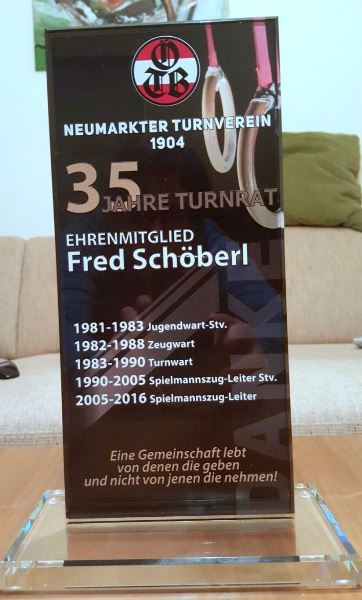 ÖTB
NEUMARKTER TURNVEREIN
1904
35
JAHRE TURNRAT
EHRENMITGLIED
Fred Schöberl
1981-1983 Jugendwart-Stv.
1982-1988 Zeugwart
1983-1990 Turnwart
1990-2005 Spielmannszug-Leiter Stv.
2005-2016 Spielmannszug-Leiter
DANKE
Eine Gemeinschaft lebt
von denen die geben
und nicht von jenen die nehmen!